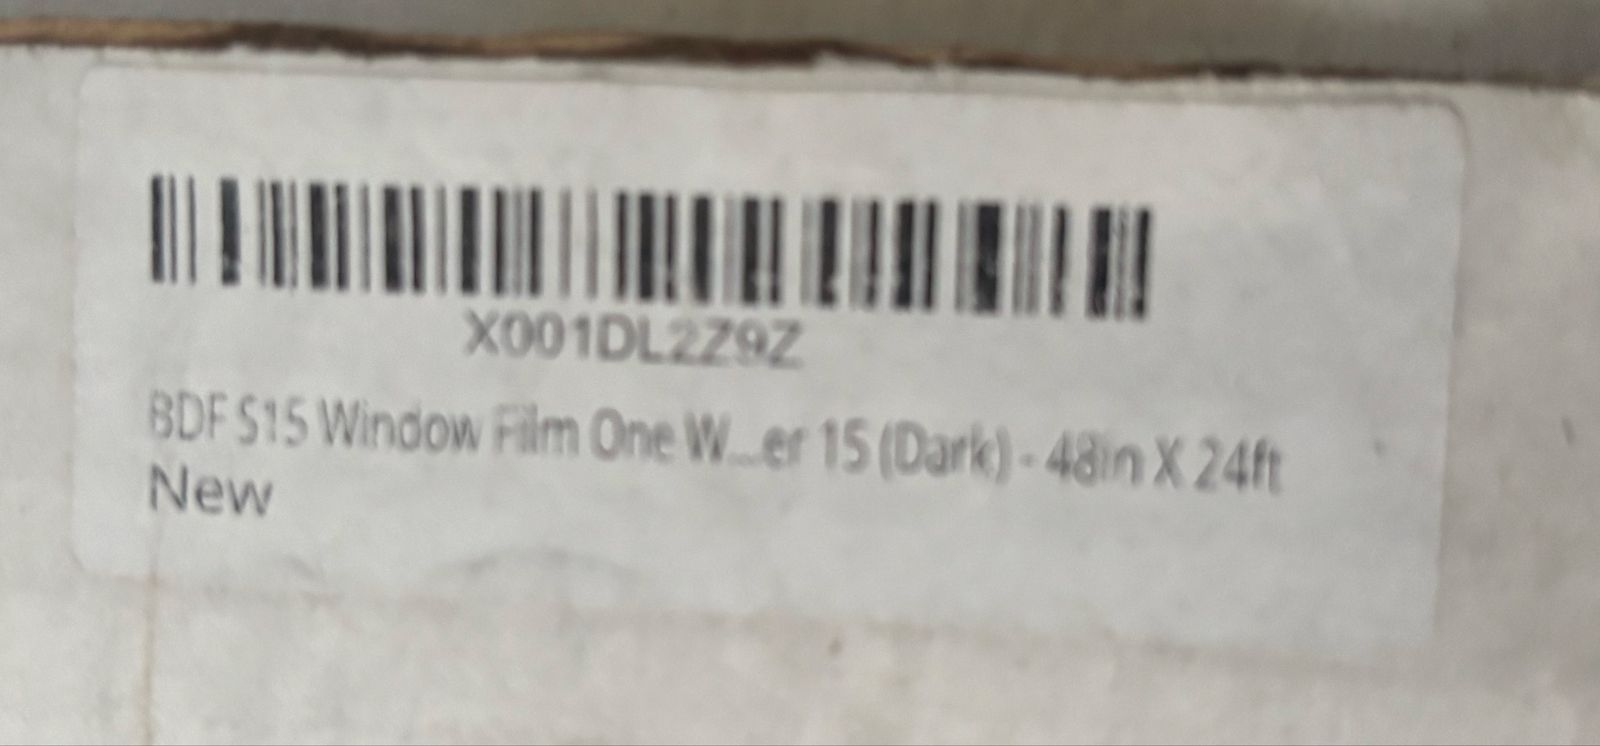 X001DL2Z9Z
BDF S15 Window Film One W...er 15 (Dark) - 48in X 24ft
New